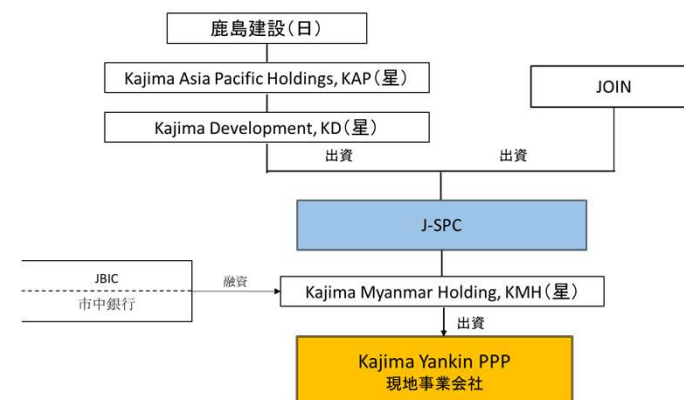 鹿島建設（日）
Kajima Asia Pacific Holdings, KAP（星）
JOIN
Kajima Development, KD（星）
出資
出資
J-SPC
JBIC
市中銀行
融資
Kajima Myanmar Holding, KMH（星）
出資
Kajima Yankin PPP
現地事業会社